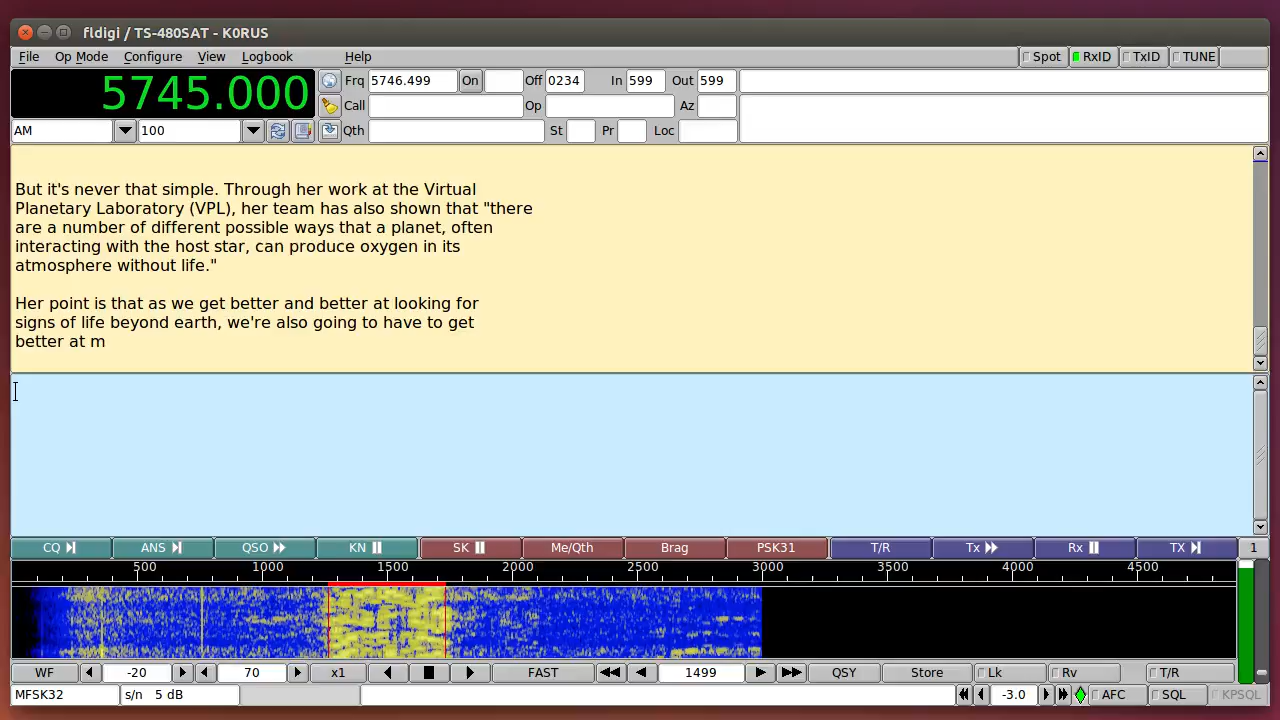 fldigi / TS-480SAT - K0RUS
File Op Mode Configure View Logbook Help Spot RxID TxID TUNE
5745.000 Frq 5746.499 On Off 0234 In 599 Out 599
Call Op Az
AM 100 Qth St Pr Loc
But it's never that simple. Through her work at the Virtual
Planetary Laboratory (VPL), her team has also shown that "there
are a number of different possible ways that a planet, often
interacting with the host star, can produce oxygen in its
atmosphere without life."
Her point is that as we get better and better at looking for
signs of life beyond earth, we're also going to have to get
better at m
CQ ANS QSO KN SK Me/Qth Brag PSK31 T/R Tx Rx TX 1
500 1000 1500 2000 2500 3000 3500 4000 4500
WF -20 70 x1 FAST 1499 QSY Store Lk Rv T/R
MFSK32 s/n 5 dB -3.0 AFC SQL KPSQL